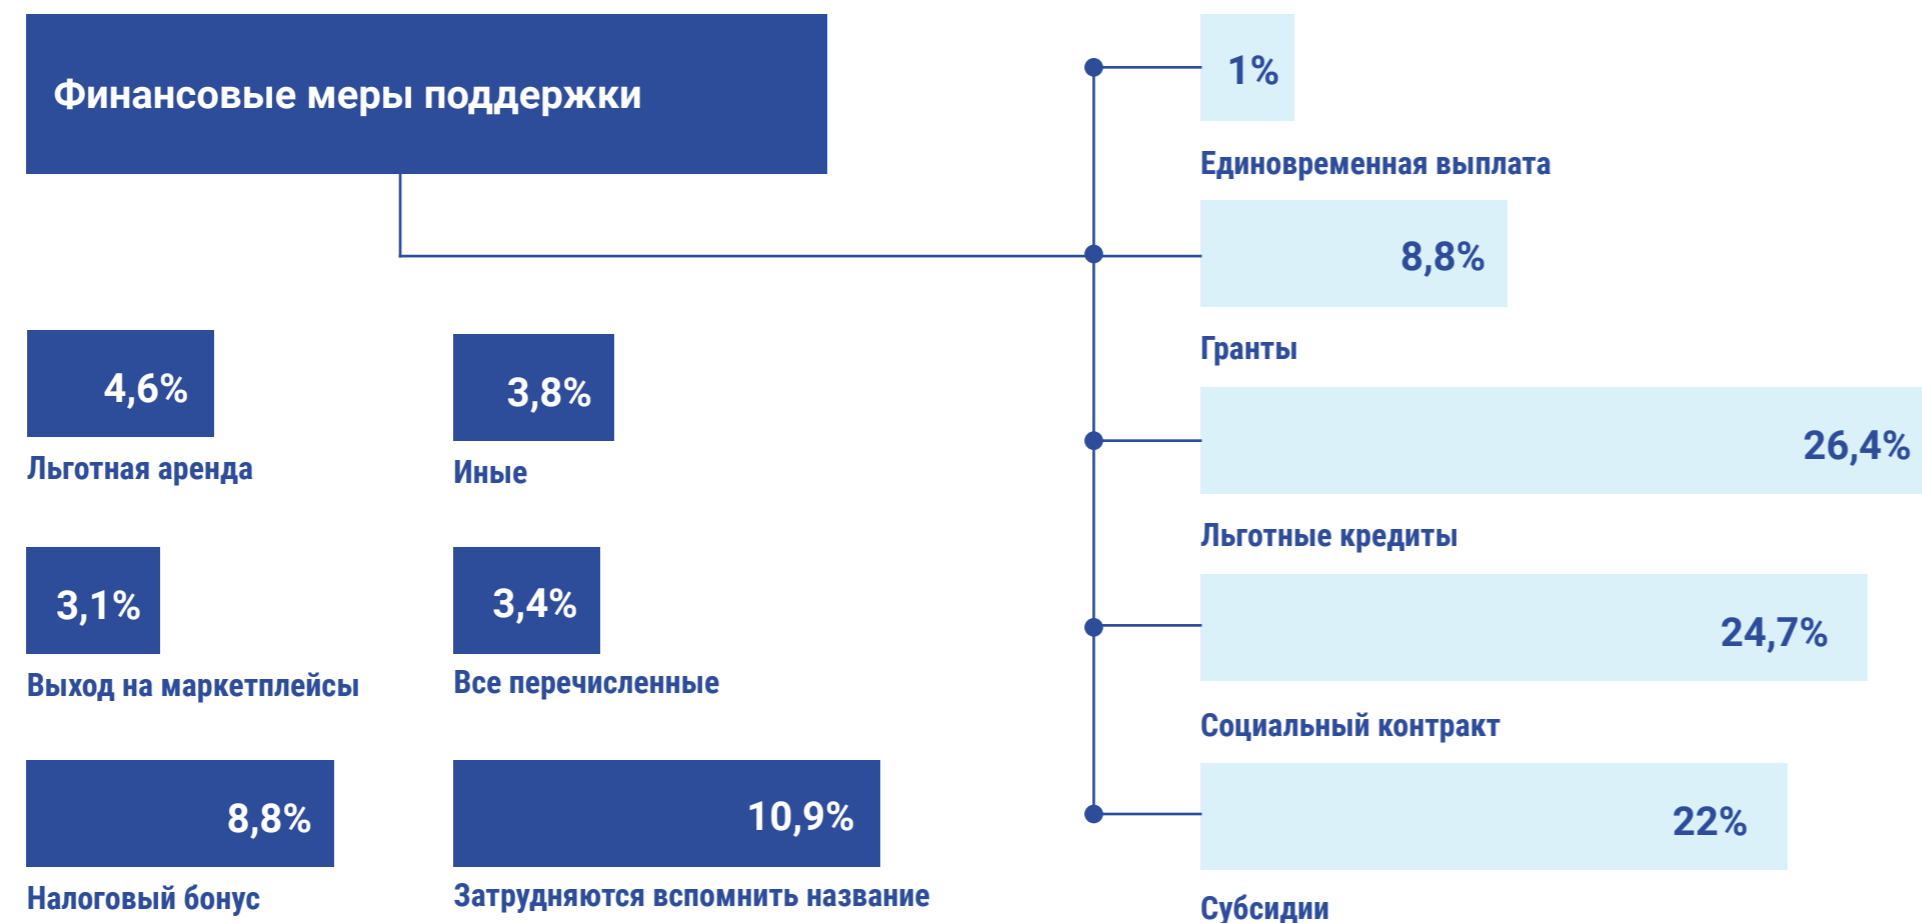 Финансовые меры поддержки
1%
Единовременная выплата
8,8%
Гранты
26,4%
Льготные кредиты
24,7%
Социальный контракт
22%
Субсидии
4,6%
Льготная аренда
3,8%
Иные
3,1%
Выход на маркетплейсы
3,4%
Все перечисленные
8,8%
Налоговый бонус
10,9%
Затрудняются вспомнить название